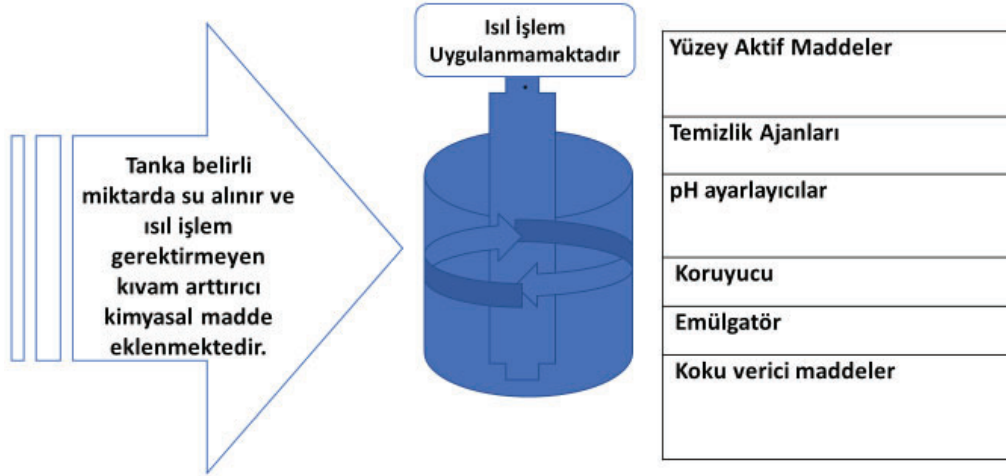 Isıl İşlem
Uygulanmamaktadır
Tanka belirli
miktarda su alınır ve
ısıl işlem
gerektirmeyen
kıvam arttırıcı
kimyasal madde
eklenmektedir.
Yüzey Aktif Maddeler
Temizlik Ajanları
pH ayarlayıcılar
Koruyucu
Emülgatör
Koku verici maddeler